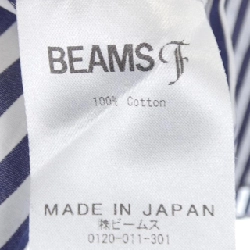 BEAMS F
100% Cotton
MADE IN JAPAN
㈱ビームス
0120-011-301